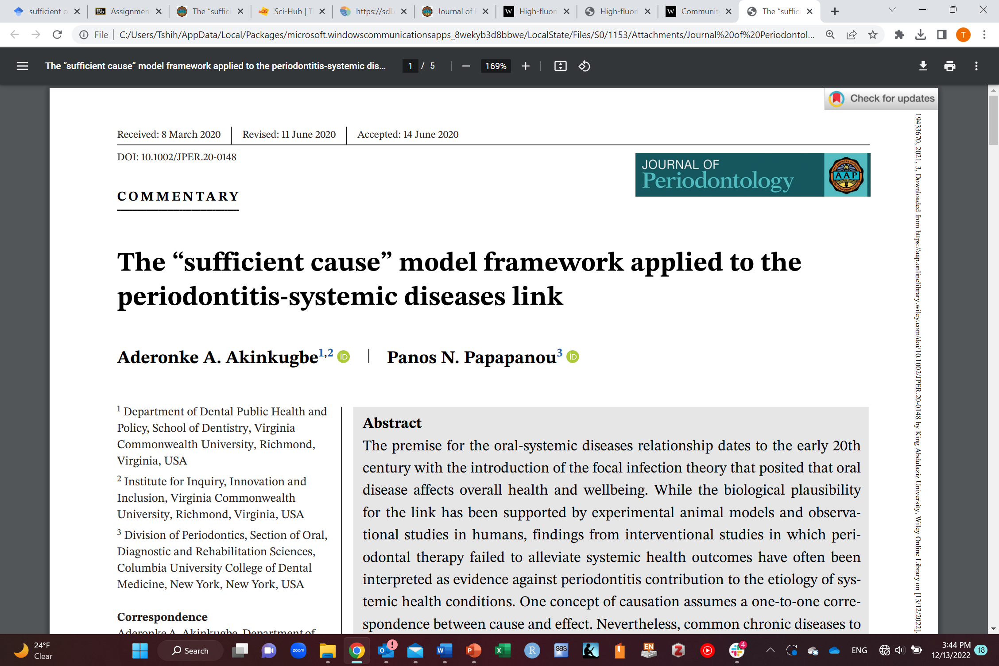 sufficient c
Bb Assignmen
The “suffici
Sci-Hub | T
https://sdl.
Journal of
W High-fluori
High-fluori
W Community
The “suffici
File
C:/Users/Tshih/AppData/Local/Packages/microsoft.windowscommunicationsapps_8wekyb3d8bbwe/LocalState/Files/S0/1153/Attachments/Journal%20of%20Periodontol...
T
The “sufficient cause” model framework applied to the periodontitis-systemic dis...
1 / 5
169%
Check for updates
Received: 8 March 2020
Revised: 11 June 2020
Accepted: 14 June 2020
DOI: 10.1002/JPER.20-0148
JOURNAL OF
Periodontology
AAP
COMMENTARY
The “sufficient cause” model framework applied to the
periodontitis-systemic diseases link
Aderonke A. Akinkugbe1,2 iD
Panos N. Papapanou3 iD
1 Department of Dental Public Health and
Policy, School of Dentistry, Virginia
Commonwealth University, Richmond,
Virginia, USA
2 Institute for Inquiry, Innovation and
Inclusion, Virginia Commonwealth
University, Richmond, Virginia, USA
3 Division of Periodontics, Section of Oral,
Diagnostic and Rehabilitation Sciences,
Columbia University College of Dental
Medicine, New York, New York, USA
Correspondence
Aderonke A. Akinkugbe, Department of
Abstract
The premise for the oral-systemic diseases relationship dates to the early 20th
century with the introduction of the focal infection theory that posited that oral
disease affects overall health and wellbeing. While the biological plausibility
for the link has been supported by experimental animal models and observa-
tional studies in humans, findings from interventional studies in which peri-
odontal therapy failed to alleviate systemic health outcomes have often been
interpreted as evidence against periodontitis contribution to the etiology of sys-
temic health conditions. One concept of causation assumes a one-to-one corre-
spondence between cause and effect. Nevertheless, common chronic diseases to
19433670, 2021, 3, Downloaded from https://aap.onlinelibrary.wiley.com/doi/10.1002/JPER.20-0148 by King Abdulaziz University, Wiley Online Library on [13/12/2022].
24°F
Clear
Search
zoom
O
W
P
X
R
sas
EN
Z
4
ENG
3:44 PM
12/13/2022
18